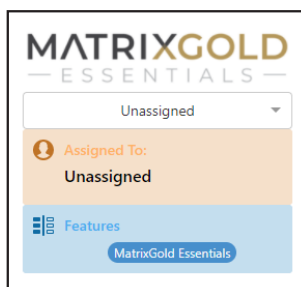 MATRIXGOLD
ESSENTIALS
Unassigned
Assigned To:
Unassigned
Features
MatrixGold Essentials